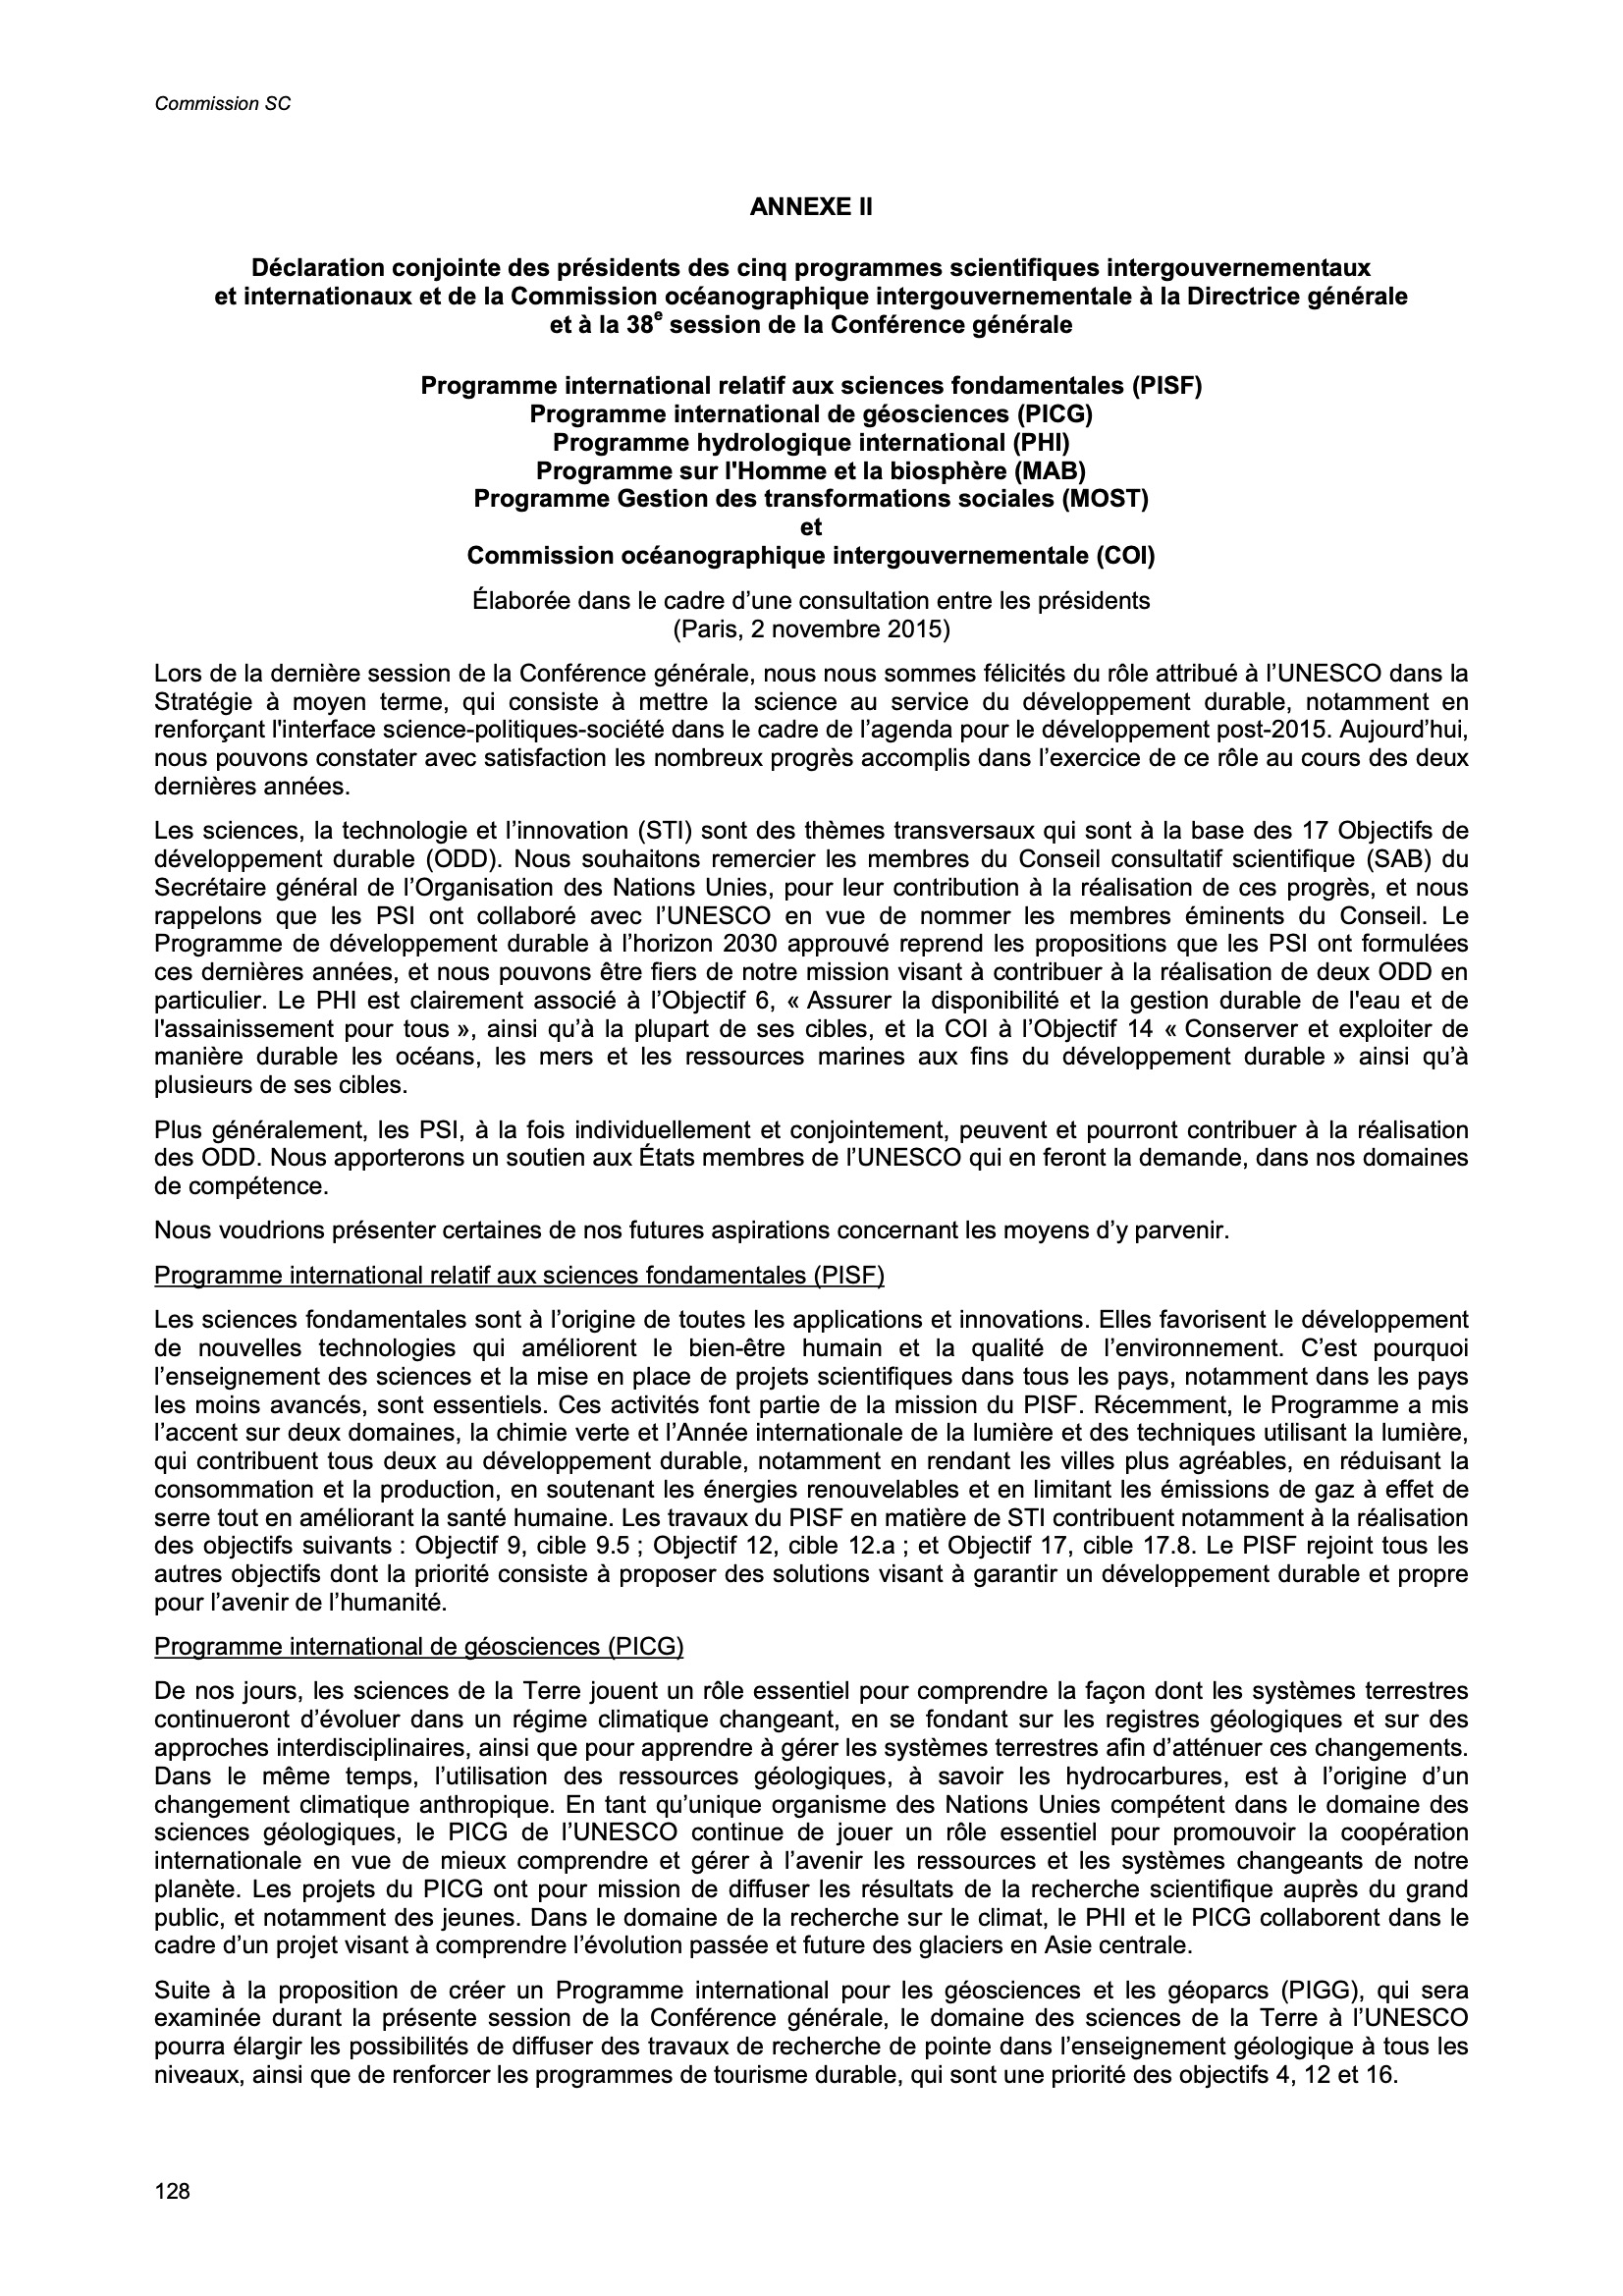 Commission SC
ANNEXE II
Déclaration conjointe des présidents des cinq programmes scientifiques intergouvernementaux
et internationaux et de la Commission océanographique intergouvernementale à la Directrice générale
et à la 38e session de la Conférence générale
Programme international relatif aux sciences fondamentales (PISF)
Programme international de géosciences (PICG)
Programme hydrologique international (PHI)
Programme sur l'Homme et la biosphère (MAB)
Programme Gestion des transformations sociales (MOST)
et
Commission océanographique intergouvernementale (COI)
Élaborée dans le cadre d’une consultation entre les présidents
(Paris, 2 novembre 2015)
Lors de la dernière session de la Conférence générale, nous nous sommes félicités du rôle attribué à l’UNESCO dans la
Stratégie à moyen terme, qui consiste à mettre la science au service du développement durable, notamment en
renforçant l'interface science-politiques-société dans le cadre de l’agenda pour le développement post-2015. Aujourd’hui,
nous pouvons constater avec satisfaction les nombreux progrès accomplis dans l’exercice de ce rôle au cours des deux
dernières années.
Les sciences, la technologie et l’innovation (STI) sont des thèmes transversaux qui sont à la base des 17 Objectifs de
développement durable (ODD). Nous souhaitons remercier les membres du Conseil consultatif scientifique (SAB) du
Secrétaire général de l’Organisation des Nations Unies, pour leur contribution à la réalisation de ces progrès, et nous
rappelons que les PSI ont collaboré avec l’UNESCO en vue de nommer les membres éminents du Conseil. Le
Programme de développement durable à l’horizon 2030 approuvé reprend les propositions que les PSI ont formulées
ces dernières années, et nous pouvons être fiers de notre mission visant à contribuer à la réalisation de deux ODD en
particulier. Le PHI est clairement associé à l’Objectif 6, « Assurer la disponibilité et la gestion durable de l'eau et de
l'assainissement pour tous », ainsi qu’à la plupart de ses cibles, et la COI à l’Objectif 14 « Conserver et exploiter de
manière durable les océans, les mers et les ressources marines aux fins du développement durable » ainsi qu’à
plusieurs de ses cibles.
Plus généralement, les PSI, à la fois individuellement et conjointement, peuvent et pourront contribuer à la réalisation
des ODD. Nous apporterons un soutien aux États membres de l’UNESCO qui en feront la demande, dans nos domaines
de compétence.
Nous voudrions présenter certaines de nos futures aspirations concernant les moyens d’y parvenir.
Programme international relatif aux sciences fondamentales (PISF)
Les sciences fondamentales sont à l’origine de toutes les applications et innovations. Elles favorisent le développement
de nouvelles technologies qui améliorent le bien-être humain et la qualité de l’environnement. C’est pourquoi
l’enseignement des sciences et la mise en place de projets scientifiques dans tous les pays, notamment dans les pays
les moins avancés, sont essentiels. Ces activités font partie de la mission du PISF. Récemment, le Programme a mis
l’accent sur deux domaines, la chimie verte et l’Année internationale de la lumière et des techniques utilisant la lumière,
qui contribuent tous deux au développement durable, notamment en rendant les villes plus agréables, en réduisant la
consommation et la production, en soutenant les énergies renouvelables et en limitant les émissions de gaz à effet de
serre tout en améliorant la santé humaine. Les travaux du PISF en matière de STI contribuent notamment à la réalisation
des objectifs suivants : Objectif 9, cible 9.5 ; Objectif 12, cible 12.a ; et Objectif 17, cible 17.8. Le PISF rejoint tous les
autres objectifs dont la priorité consiste à proposer des solutions visant à garantir un développement durable et propre
pour l’avenir de l’humanité.
Programme international de géosciences (PICG)
De nos jours, les sciences de la Terre jouent un rôle essentiel pour comprendre la façon dont les systèmes terrestres
continueront d’évoluer dans un régime climatique changeant, en se fondant sur les registres géologiques et sur des
approches interdisciplinaires, ainsi que pour apprendre à gérer les systèmes terrestres afin d’atténuer ces changements.
Dans le même temps, l’utilisation des ressources géologiques, à savoir les hydrocarbures, est à l’origine d’un
changement climatique anthropique. En tant qu’unique organisme des Nations Unies compétent dans le domaine des
sciences géologiques, le PICG de l’UNESCO continue de jouer un rôle essentiel pour promouvoir la coopération
internationale en vue de mieux comprendre et gérer à l’avenir les ressources et les systèmes changeants de notre
planète. Les projets du PICG ont pour mission de diffuser les résultats de la recherche scientifique auprès du grand
public, et notamment des jeunes. Dans le domaine de la recherche sur le climat, le PHI et le PICG collaborent dans le
cadre d’un projet visant à comprendre l’évolution passée et future des glaciers en Asie centrale.
Suite à la proposition de créer un Programme international pour les géosciences et les géoparcs (PIGG), qui sera
examinée durant la présente session de la Conférence générale, le domaine des sciences de la Terre à l’UNESCO
pourra élargir les possibilités de diffuser des travaux de recherche de pointe dans l’enseignement géologique à tous les
niveaux, ainsi que de renforcer les programmes de tourisme durable, qui sont une priorité des objectifs 4, 12 et 16.
128